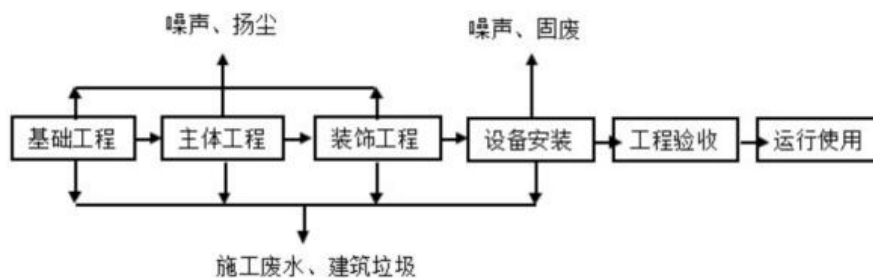 噪声、扬尘
噪声、固废
基础工程
主体工程
装饰工程
设备安装
工程验收
运行使用
施工废水、建筑垃圾